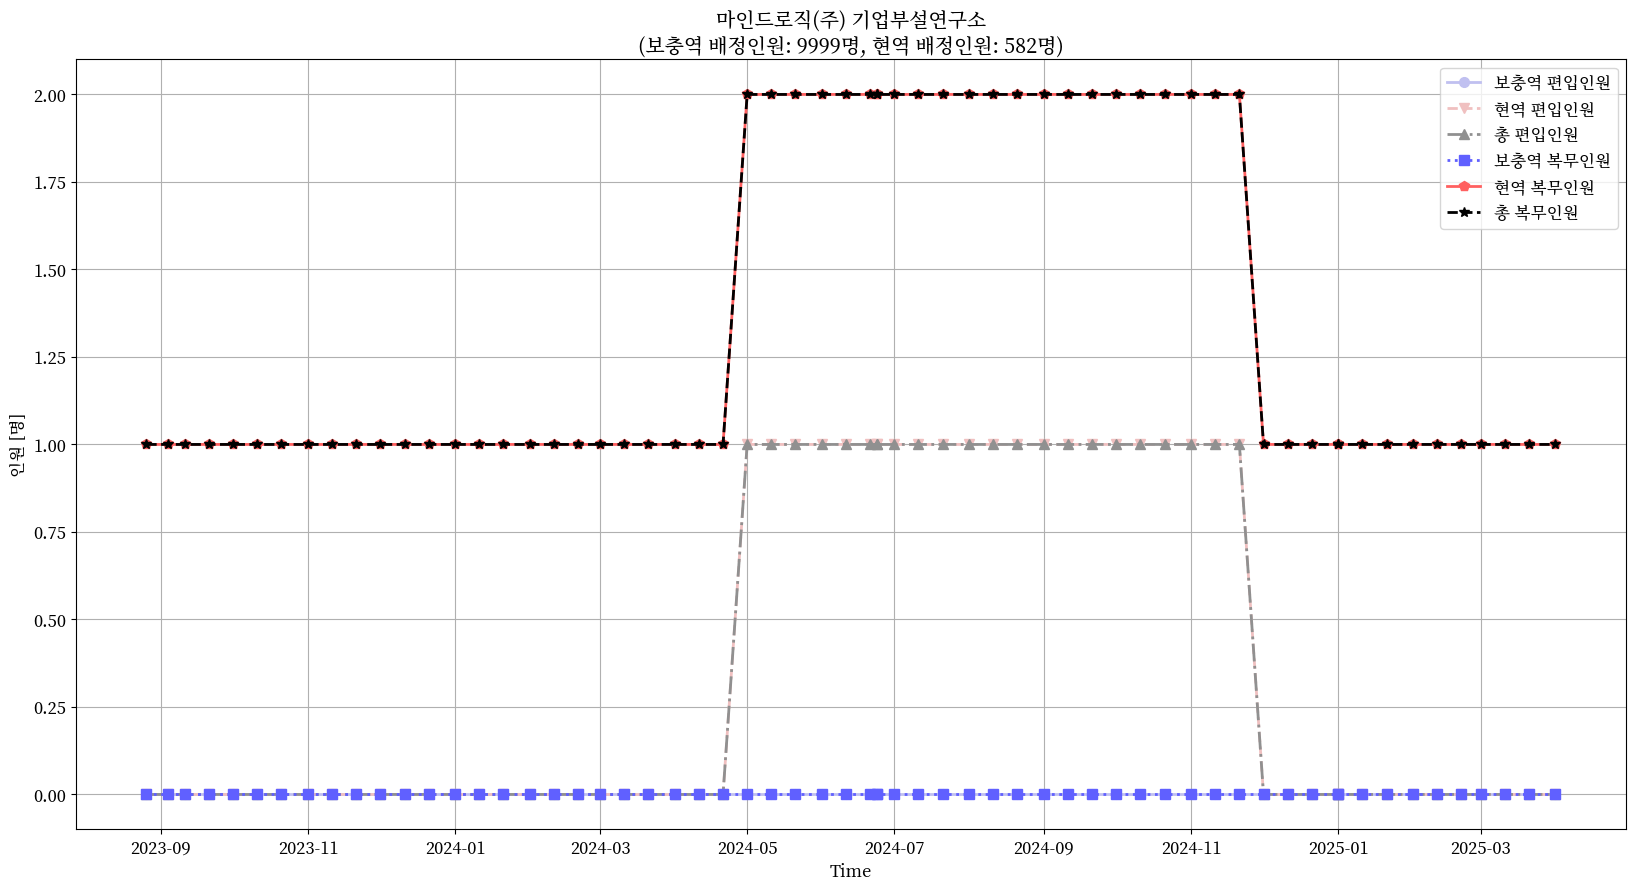 마인드로직(주) 기업부설연구소
(보충역 배정인원: 9999명, 현역 배정인원: 582명)
보충역 편입인원
현역 편입인원
총 편입인원
보충역 복무인원
현역 복무인원
총 복무인원
인원 [명]
2.00
1.75
1.50
1.25
1.00
0.75
0.50
0.25
0.00
2023-09 2023-11 2024-01 2024-03 2024-05 2024-07 2024-09 2024-11 2025-01 2025-03
Time